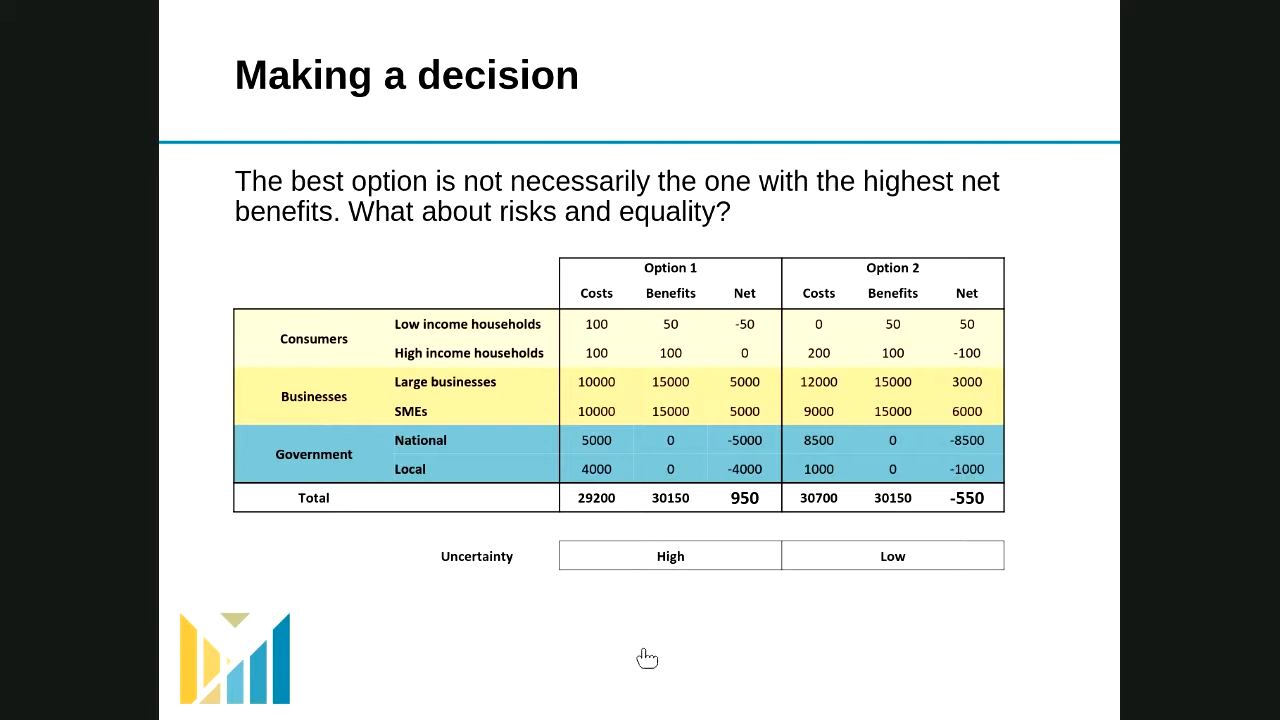 Making a decision
The best option is not necessarily the one with the highest net
benefits. What about risks and equality?
Option 1 Option 2
Costs Benefits Net Costs Benefits Net
Consumers
Low income households 100 50 -50 0 50 50
High income households 100 100 0 200 100 -100
Businesses
Large businesses 10000 15000 5000 12000 15000 3000
SMEs 10000 15000 5000 9000 15000 6000
Government
National 5000 0 -5000 8500 0 -8500
Local 4000 0 -4000 1000 0 -1000
Total 29200 30150 950 30700 30150 -550
Uncertainty High Low